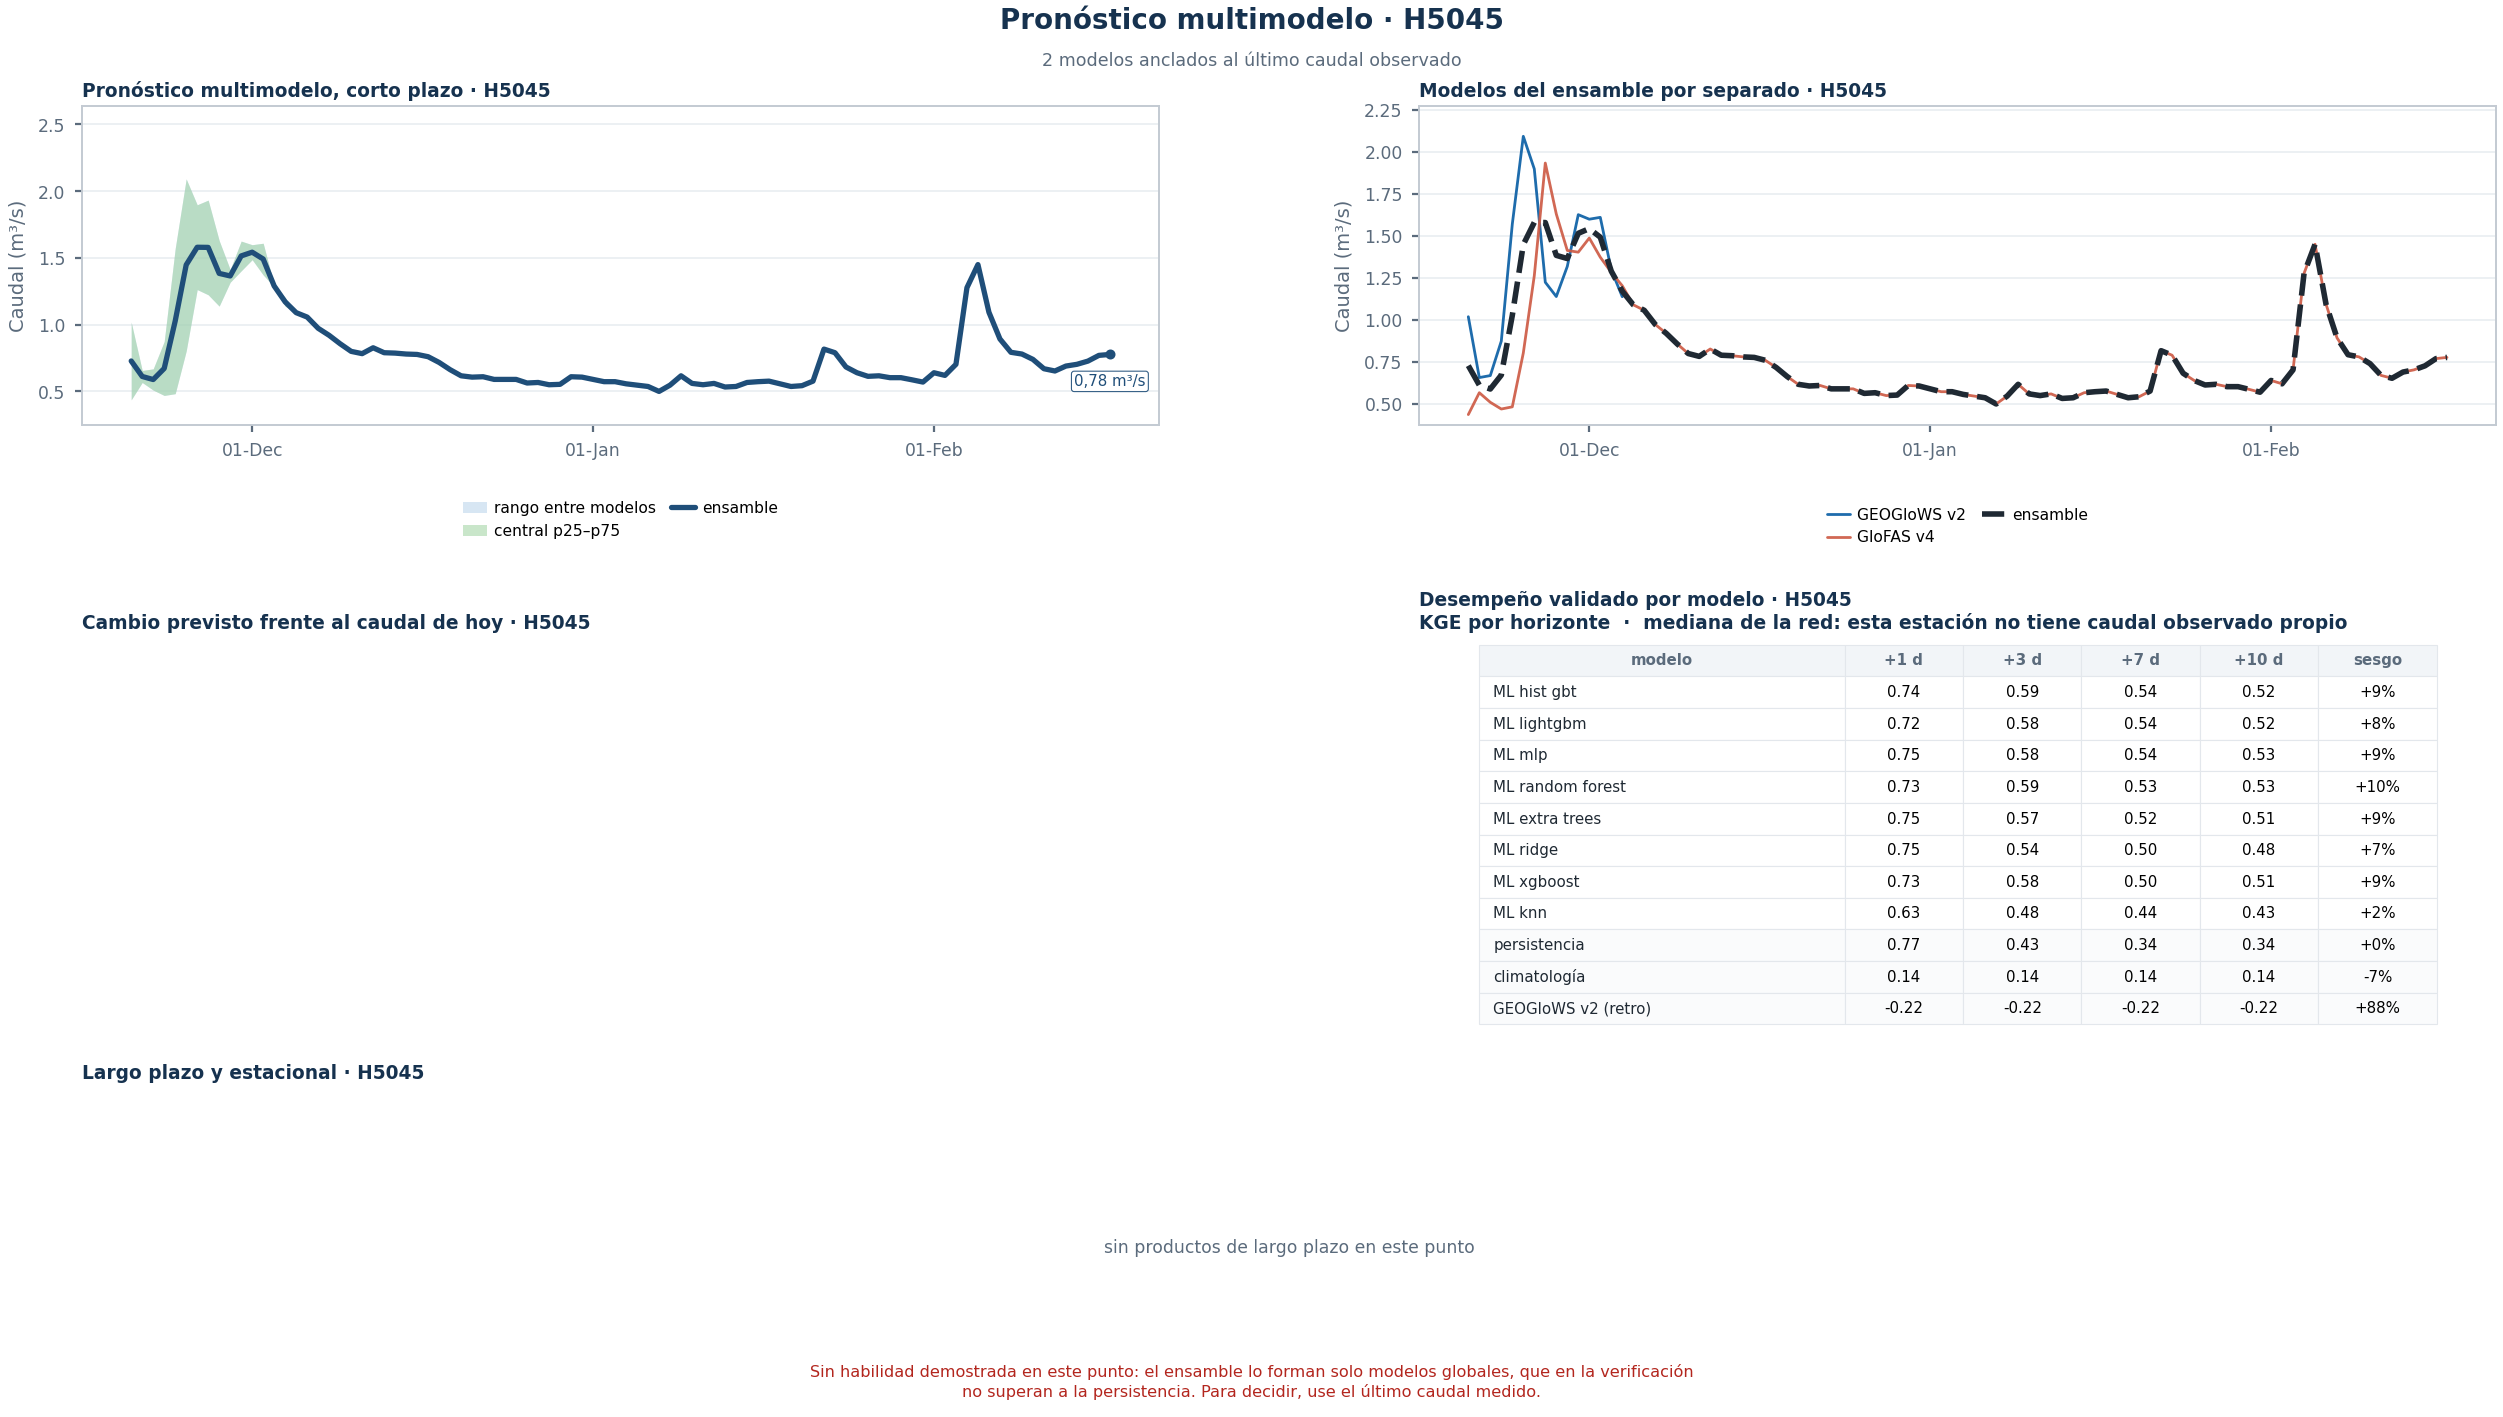 Pronóstico multimodelo · H5045
2 modelos anclados al último caudal observado
Pronóstico multimodelo, corto plazo · H5045
Caudal (m³/s)
2.5
2.0
1.5
1.0
0.5
0,78 m³/s
01-Dec 01-Jan 01-Feb
rango entre modelos ensamble
central p25–p75
Modelos del ensamble por separado · H5045
Caudal (m³/s)
2.25
2.00
1.75
1.50
1.25
1.00
0.75
0.50
01-Dec 01-Jan 01-Feb
GEOGloWS v2 ensamble
GloFAS v4
Cambio previsto frente al caudal de hoy · H5045
Desempeño validado por modelo · H5045
KGE por horizonte · mediana de la red: esta estación no tiene caudal observado propio
modelo +1 d +3 d +7 d +10 d sesgo
ML hist gbt 0.74 0.59 0.54 0.52 +9%
ML lightgbm 0.72 0.58 0.54 0.52 +8%
ML mlp 0.75 0.58 0.54 0.53 +9%
ML random forest 0.73 0.59 0.53 0.53 +10%
ML extra trees 0.75 0.57 0.52 0.51 +9%
ML ridge 0.75 0.54 0.50 0.48 +7%
ML xgboost 0.73 0.58 0.50 0.51 +9%
ML knn 0.63 0.48 0.44 0.43 +2%
persistencia 0.77 0.43 0.34 0.34 +0%
climatología 0.14 0.14 0.14 0.14 -7%
GEOGloWS v2 (retro) -0.22 -0.22 -0.22 -0.22 +88%
Largo plazo y estacional · H5045
sin productos de largo plazo en este punto
Sin habilidad demostrada en este punto: el ensamble lo forman solo modelos globales, que en la verificación
no superan a la persistencia. Para decidir, use el último caudal medido.